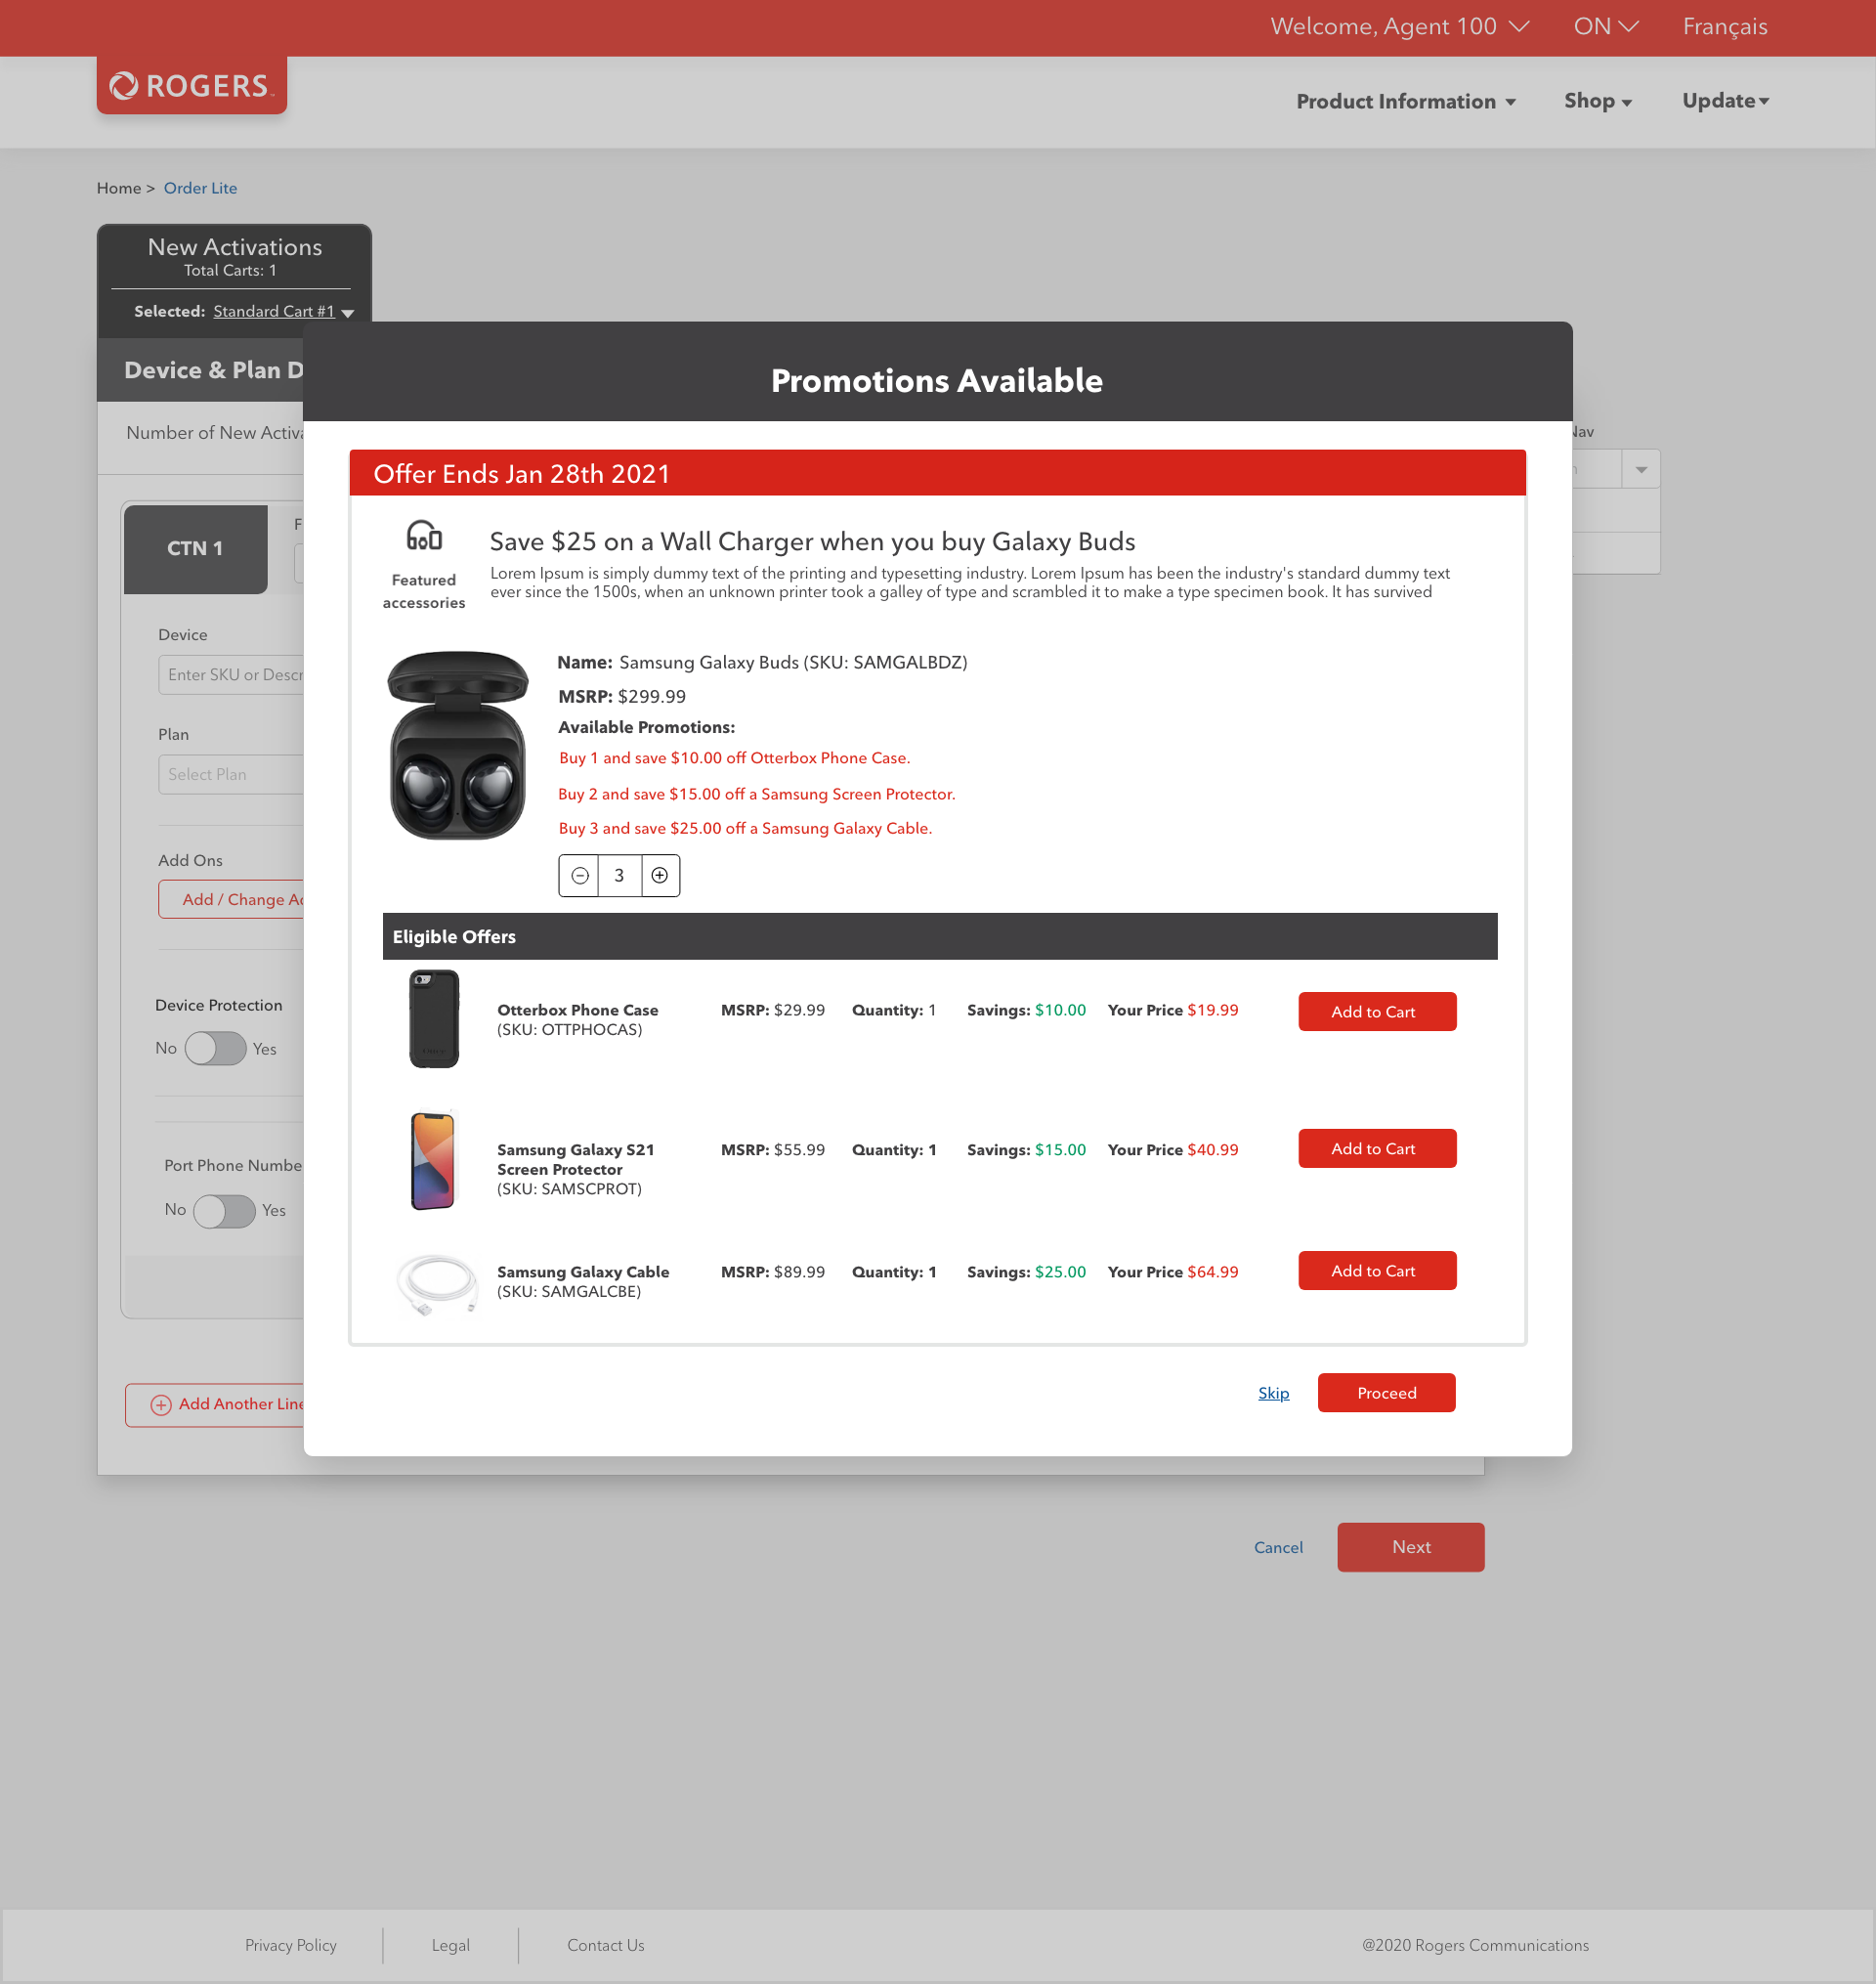 Welcome, Agent 100
ON
Français
ROGERS
Product Information
Shop
Update
Home > Order Lite
New Activations
Total Carts: 1
Selected: Standard Cart #1
Device & Plan D
Promotions Available
Number of New Activa
Nav
Offer Ends Jan 28th 2021
CTN 1
F
Save $25 on a Wall Charger when you buy Galaxy Buds
Featured
accessories
Lorem Ipsum is simply dummy text of the printing and typesetting industry. Lorem Ipsum has been the industry's standard dummy text
ever since the 1500s, when an unknown printer took a galley of type and scrambled it to make a type specimen book. It has survived
Device
Enter SKU or Descr
Plan
Select Plan
Add Ons
Add / Change Ad
Device Protection
No
Yes
Port Phone Numbe
No
Yes
Add Another Line
Name: Samsung Galaxy Buds (SKU: SAMGALBDZ)
MSRP: $299.99
Available Promotions:
Buy 1 and save $10.00 off Otterbox Phone Case.
Buy 2 and save $15.00 off a Samsung Screen Protector.
Buy 3 and save $25.00 off a Samsung Galaxy Cable.
3
Eligible Offers
Otterbox Phone Case
(SKU: OTTPHOCAS)
MSRP: $29.99
Quantity: 1
Savings: $10.00
Your Price $19.99
Add to Cart
Samsung Galaxy S21
Screen Protector
(SKU: SAMSCPROT)
MSRP: $55.99
Quantity: 1
Savings: $15.00
Your Price $40.99
Add to Cart
Samsung Galaxy Cable
(SKU: SAMGALCBE)
MSRP: $89.99
Quantity: 1
Savings: $25.00
Your Price $64.99
Add to Cart
Skip
Proceed
Cancel
Next
Privacy Policy
Legal
Contact Us
@2020 Rogers Communications